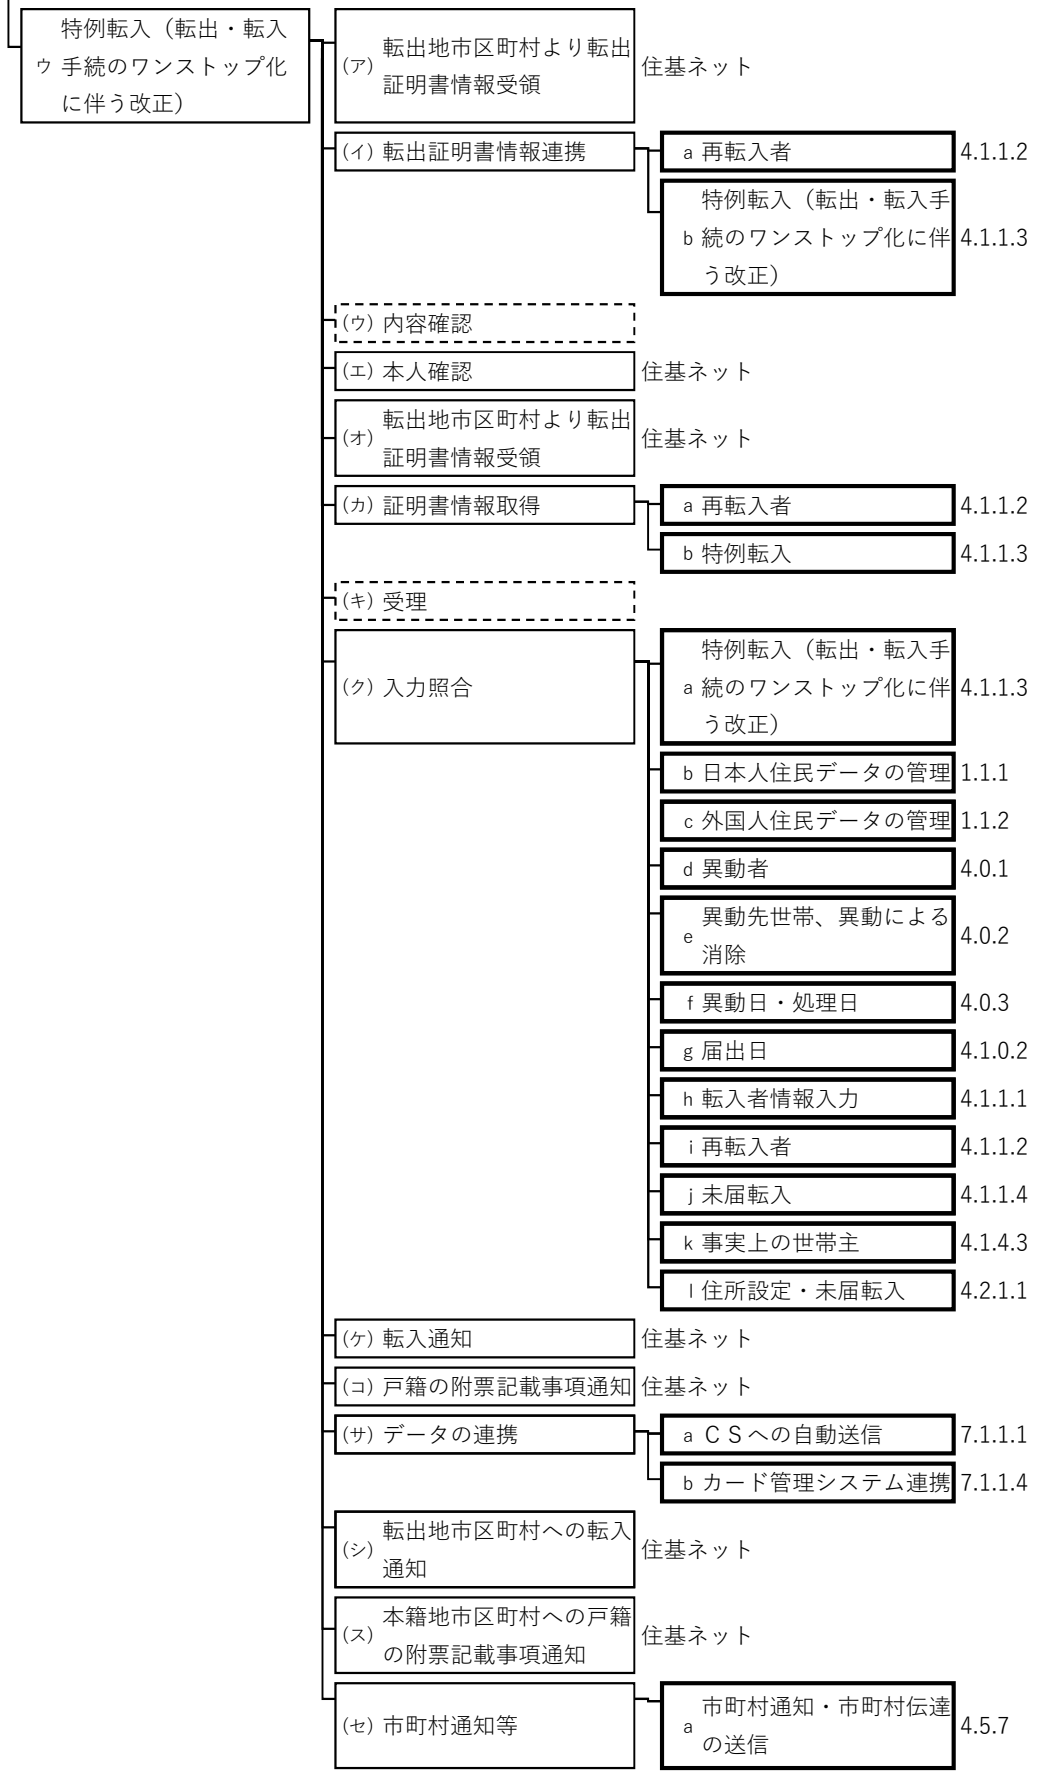 特例転入（転出・転入
ウ 手続のワンストップ化
に伴う改正）
(ア) 転出地市区町村より転出
証明書情報受領
住基ネット
(イ) 転出証明書情報連携
a 再転入者 4.1.1.2
特例転入（転出・転入手
b 続のワンストップ化に伴 4.1.1.3
う改正）
(ウ) 内容確認
(エ) 本人確認 住基ネット
(オ) 転出地市区町村より転出
証明書情報受領
住基ネット
(カ) 証明書情報取得
a 再転入者 4.1.1.2
b 特例転入 4.1.1.3
(キ) 受理
(ク) 入力照合
特例転入（転出・転入手
a 続のワンストップ化に伴 4.1.1.3
う改正）
b 日本人住民データの管理 1.1.1
c 外国人住民データの管理 1.1.2
d 異動者 4.0.1
e 異動先世帯、異動による
消除
4.0.2
f 異動日・処理日 4.0.3
g 届出日 4.1.0.2
h 転入者情報入力 4.1.1.1
i 再転入者 4.1.1.2
j 未届転入 4.1.1.4
k 事実上の世帯主 4.1.4.3
l 住所設定・未届転入 4.2.1.1
(ケ) 転入通知 住基ネット
(コ) 戸籍の附票記載事項通知 住基ネット
(サ) データの連携
a ＣＳへの自動送信 7.1.1.1
b カード管理システム連携 7.1.1.4
(シ) 転出地市区町村への転入
通知
住基ネット
(ス) 本籍地市区町村への戸籍
の附票記載事項通知
住基ネット
(セ) 市町村通知等
a 市町村通知・市町村伝達
の送信
4.5.7